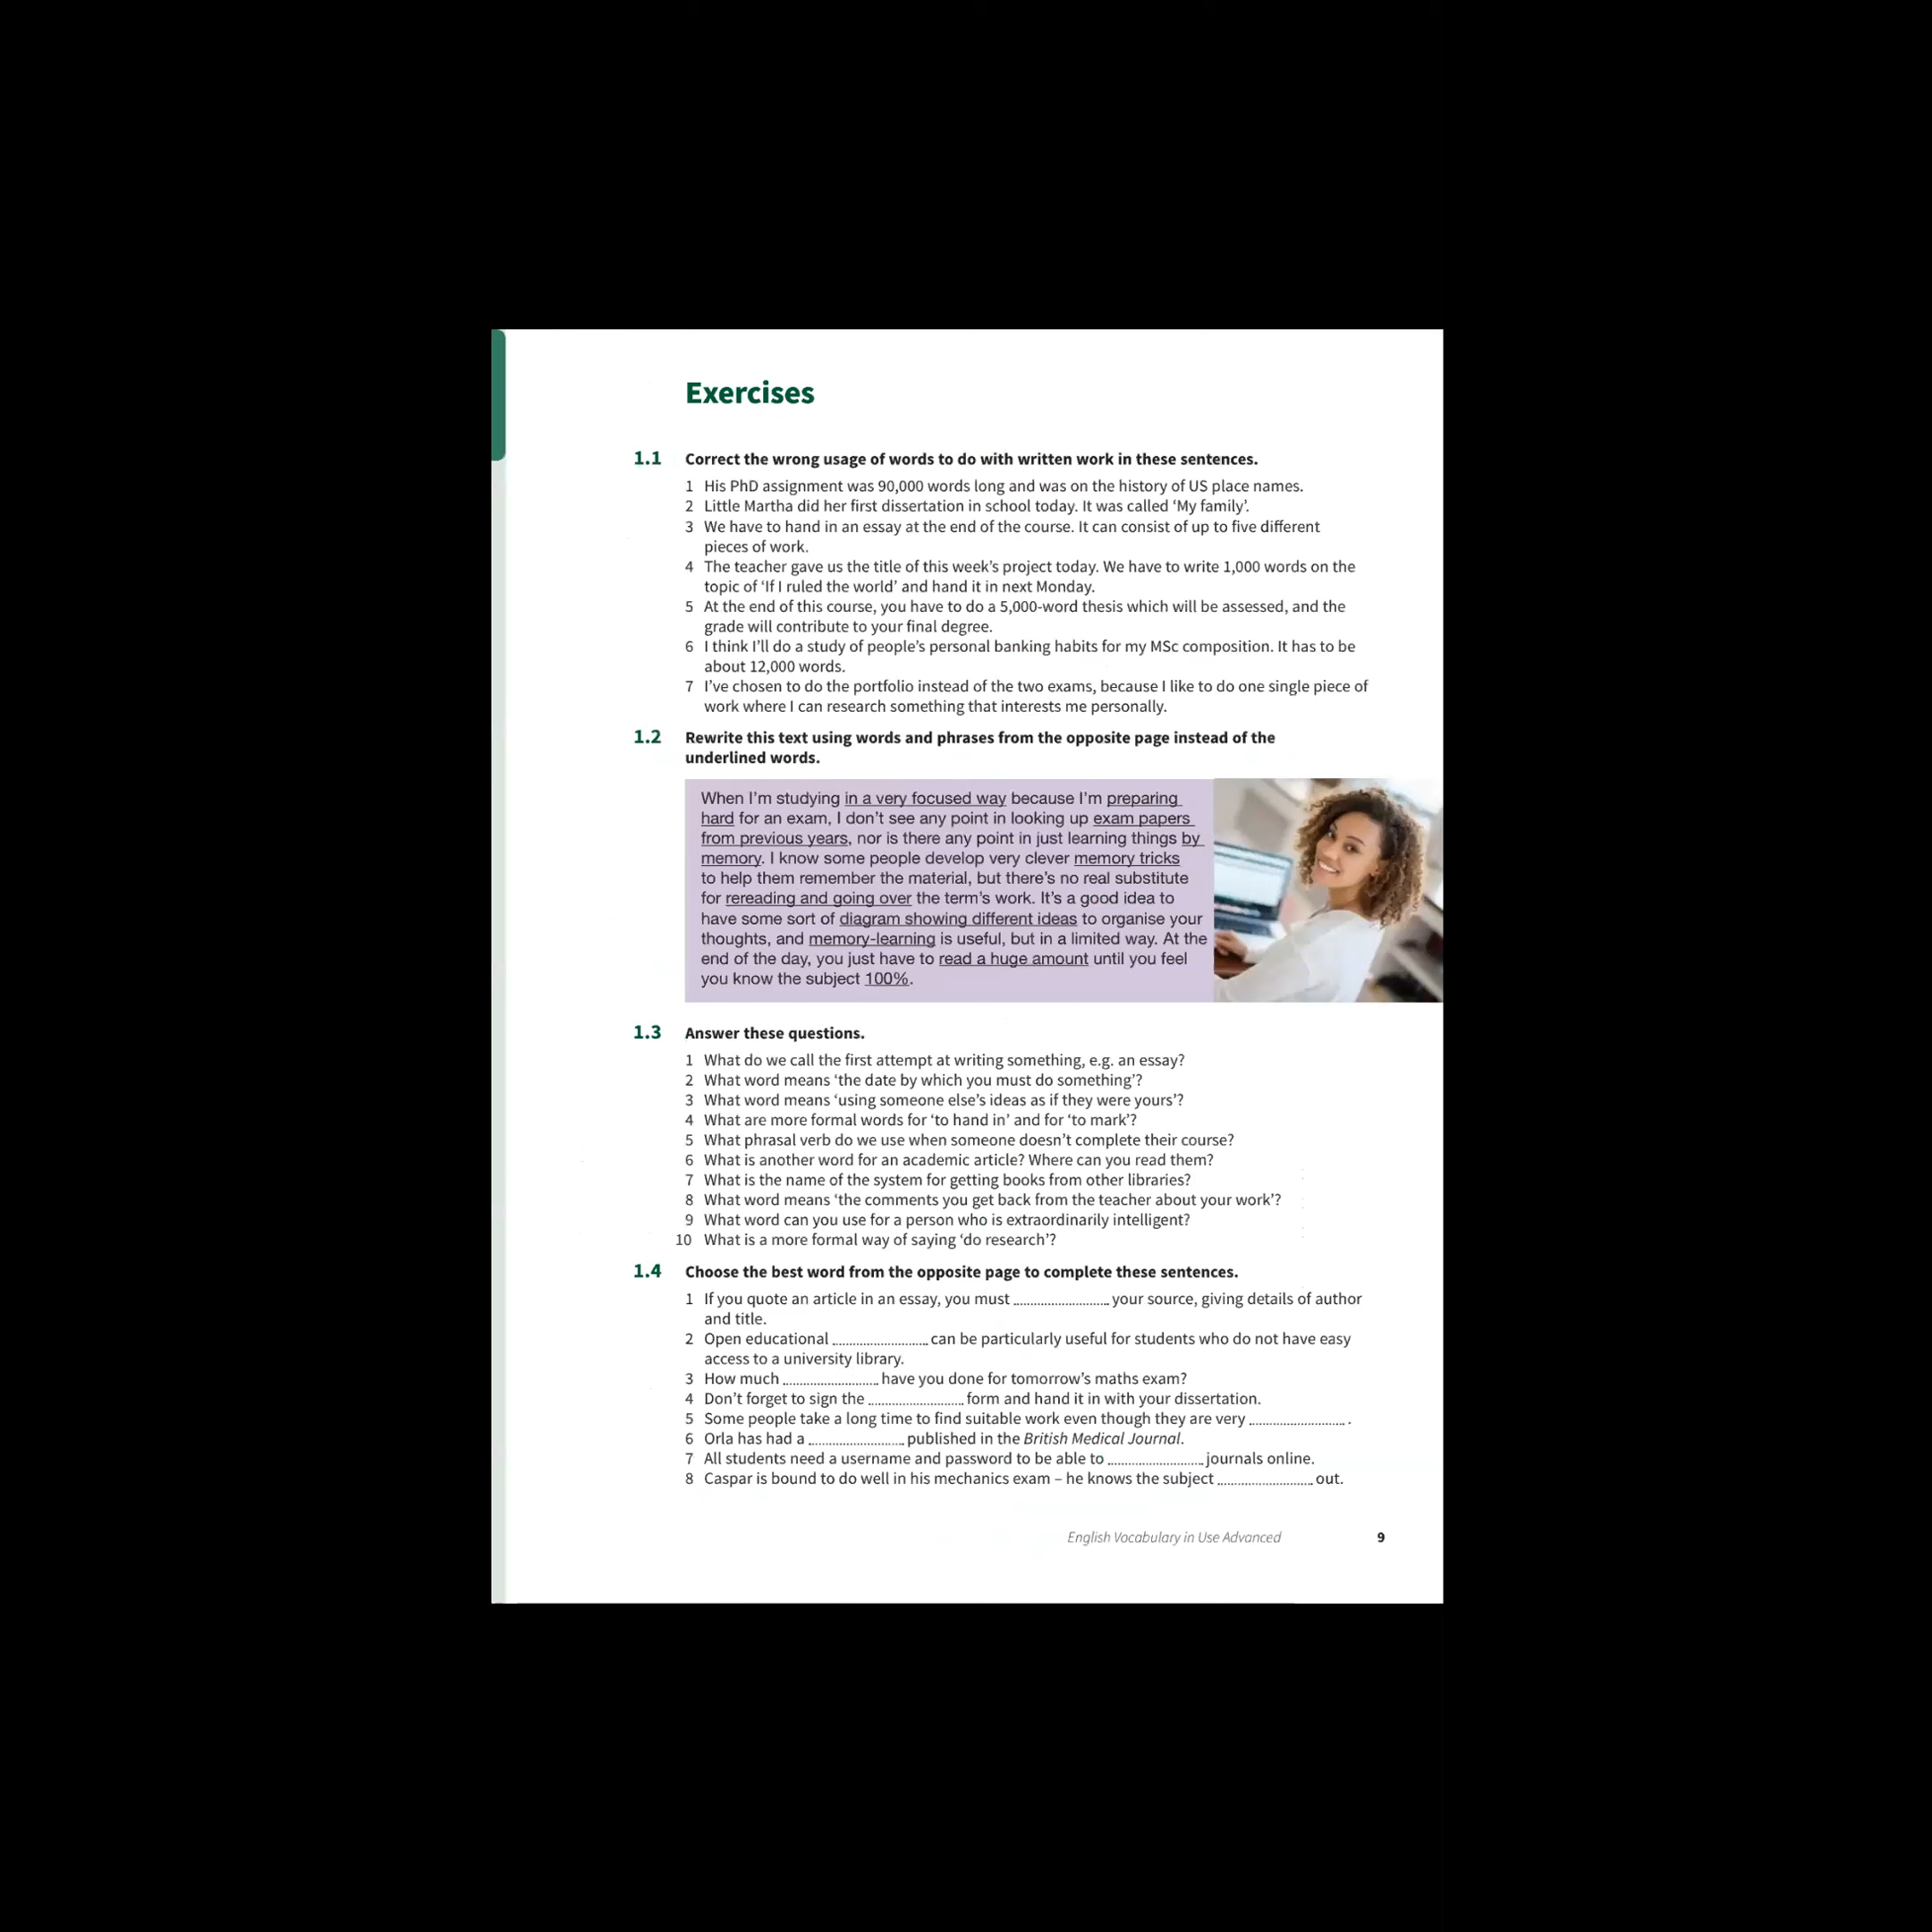 Exercises
1.1 Correct the wrong usage of words to do with written work in these sentences.
1 His PhD assignment was 90,000 words long and was on the history of US place names.
2 Little Martha did her first dissertation in school today. It was called ‘My family’.
3 We have to hand in an essay at the end of the course. It can consist of up to five different
pieces of work.
4 The teacher gave us the title of this week’s project today. We have to write 1,000 words on the
topic of ‘If I ruled the world’ and hand it in next Monday.
5 At the end of this course, you have to do a 5,000-word thesis which will be assessed, and the
grade will contribute to your final degree.
6 I think I’ll do a study of people’s personal banking habits for my MSc composition. It has to be
about 12,000 words.
7 I’ve chosen to do the portfolio instead of the two exams, because I like to do one single piece of
work where I can research something that interests me personally.
1.2 Rewrite this text using words and phrases from the opposite page instead of the
underlined words.
When I’m studying in a very focused way because I’m preparing
hard for an exam, I don’t see any point in looking up exam papers
from previous years, nor is there any point in just learning things by
memory. I know some people develop very clever memory tricks
to help them remember the material, but there’s no real substitute
for rereading and going over the term’s work. It’s a good idea to
have some sort of diagram showing different ideas to organise your
thoughts, and memory-learning is useful, but in a limited way. At the
end of the day, you just have to read a huge amount until you feel
you know the subject 100%.
1.3 Answer these questions.
1 What do we call the first attempt at writing something, e.g. an essay?
2 What word means ‘the date by which you must do something’?
3 What word means ‘using someone else’s ideas as if they were yours’?
4 What are more formal words for ‘to hand in’ and for ‘to mark’?
5 What phrasal verb do we use when someone doesn’t complete their course?
6 What is another word for an academic article? Where can you read them?
7 What is the name of the system for getting books from other libraries?
8 What word means ‘the comments you get back from the teacher about your work’?
9 What word can you use for a person who is extraordinarily intelligent?
10 What is a more formal way of saying ‘do research’?
1.4 Choose the best word from the opposite page to complete these sentences.
1 If you quote an article in an essay, you must ........................ your source, giving details of author
and title.
2 Open educational ........................ can be particularly useful for students who do not have easy
access to a university library.
3 How much ........................ have you done for tomorrow’s maths exam?
4 Don’t forget to sign the ........................ form and hand it in with your dissertation.
5 Some people take a long time to find suitable work even though they are very ........................ .
6 Orla has had a ........................ published in the British Medical Journal.
7 All students need a username and password to be able to ........................ journals online.
8 Caspar is bound to do well in his mechanics exam – he knows the subject ........................ out.
English Vocabulary in Use Advanced 9